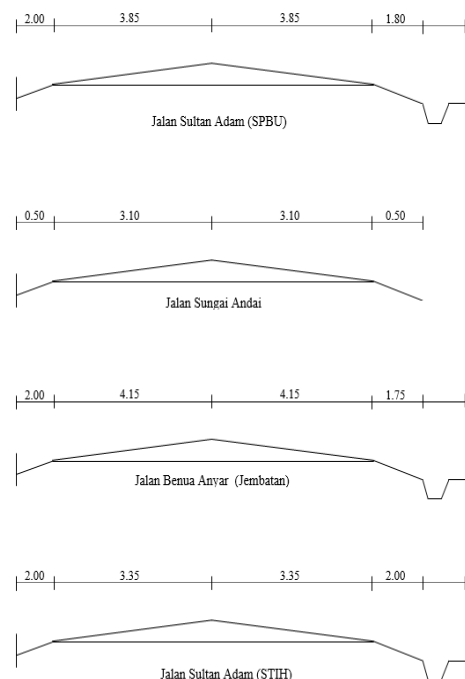 2.00 3.85 3.85 1.80
Jalan Sultan Adam (SPBU)
0.50 3.10 3.10 0.50
Jalan Sungai Andai
2.00 4.15 4.15 1.75
Jalan Benua Anyar (Jembatan)
2.00 3.35 3.35 2.00
Jalan Sultan Adam (STIH)